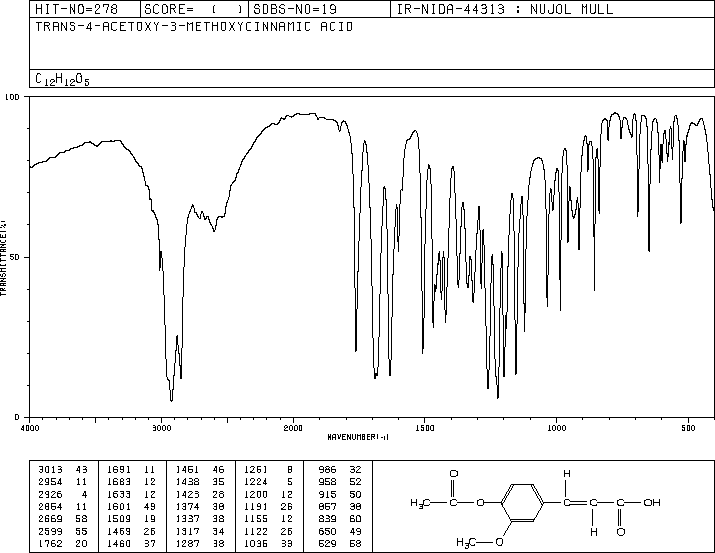 HIT-NO=278 SCORE= ( ) SDBS-NO=19 IR-NIDA-44313 : NUJOL MULL
TRANS-4-ACETOXY-3-METHOXYCINNAMIC ACID
C12H12O5
100
50
0
TRANSMITTANCE(%)
4000 3000 2000 1500 1000 500
WAVENUMBER(-1)
3013 43 1691 11 1451 46 1261 8 986 32
2954 11 1683 12 1438 35 1224 5 958 52
2926 4 1633 12 1423 28 1200 12 915 50
2854 11 1601 49 1374 38 1191 26 857 38
2669 58 1509 19 1337 38 1155 12 839 60
2599 55 1469 26 1317 34 1122 26 650 49
1762 20 1460 37 1287 38 1036 33 529 58
O H
H3C C O C C C OH
H O
H3C O